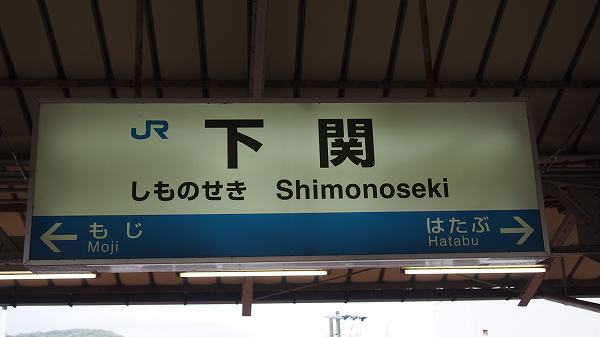 JR 下関
しものせき Shimonoseki
← もじ はたぶ →
Moji Hatabu